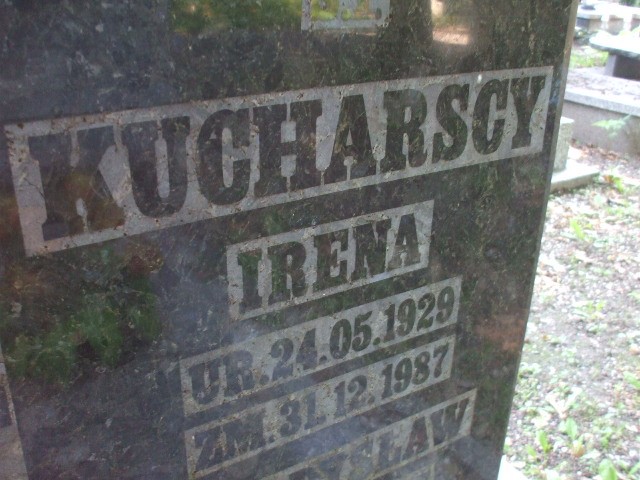 KUCHARSCY
IRENA
UR.24.05.1929
ZM.31.12.1987